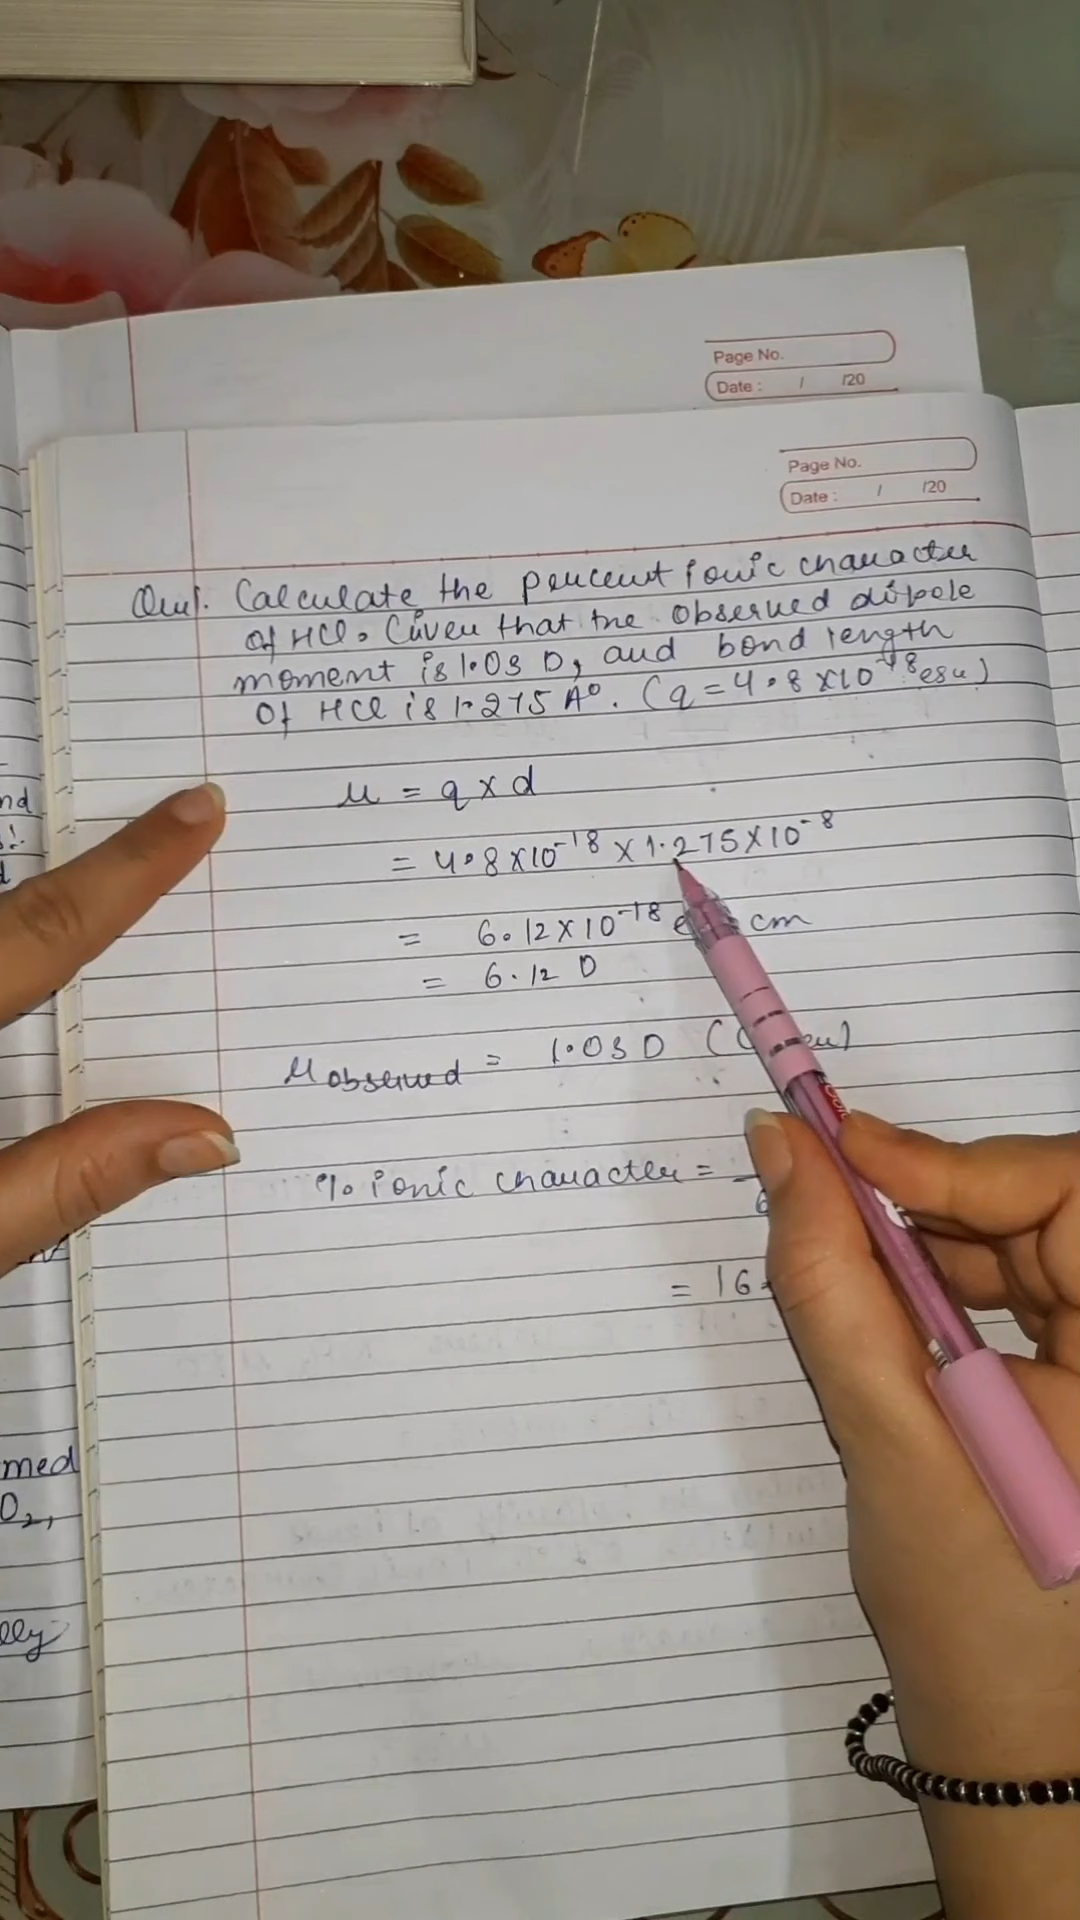 Page No.
Date : / /20
Page No.
Date : / /20
Que1. Calculate the percent ionic character
of HCl. Given that the observed dipole
moment is 1.03 D, and bond length
of HCl is 1.275 A°. (q = 4.8 x 10⁻¹⁸ esu)
μ = q x d
= 4.8 x 10⁻¹⁸ x 1.275 x 10⁻⁸
= 6.12 x 10⁻¹⁸ cm
= 6.12 D
μ observed = 1.03 D
% ionic character =
= 16.
nd
med
O₂,
lly